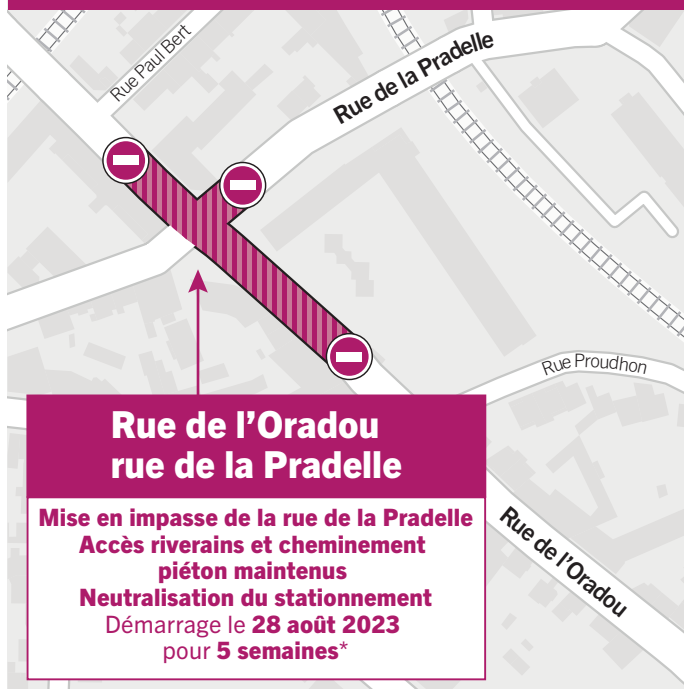 Rue Paul Bert
Rue de la Pradelle
Rue Proudhon
Rue de l’Oradou
rue de la Pradelle
Mise en impasse de la rue de la Pradelle
Accès riverains et cheminement
piéton maintenus
Neutralisation du stationnement
Démarrage le 28 août 2023
pour 5 semaines*
Rue de l’Oradou